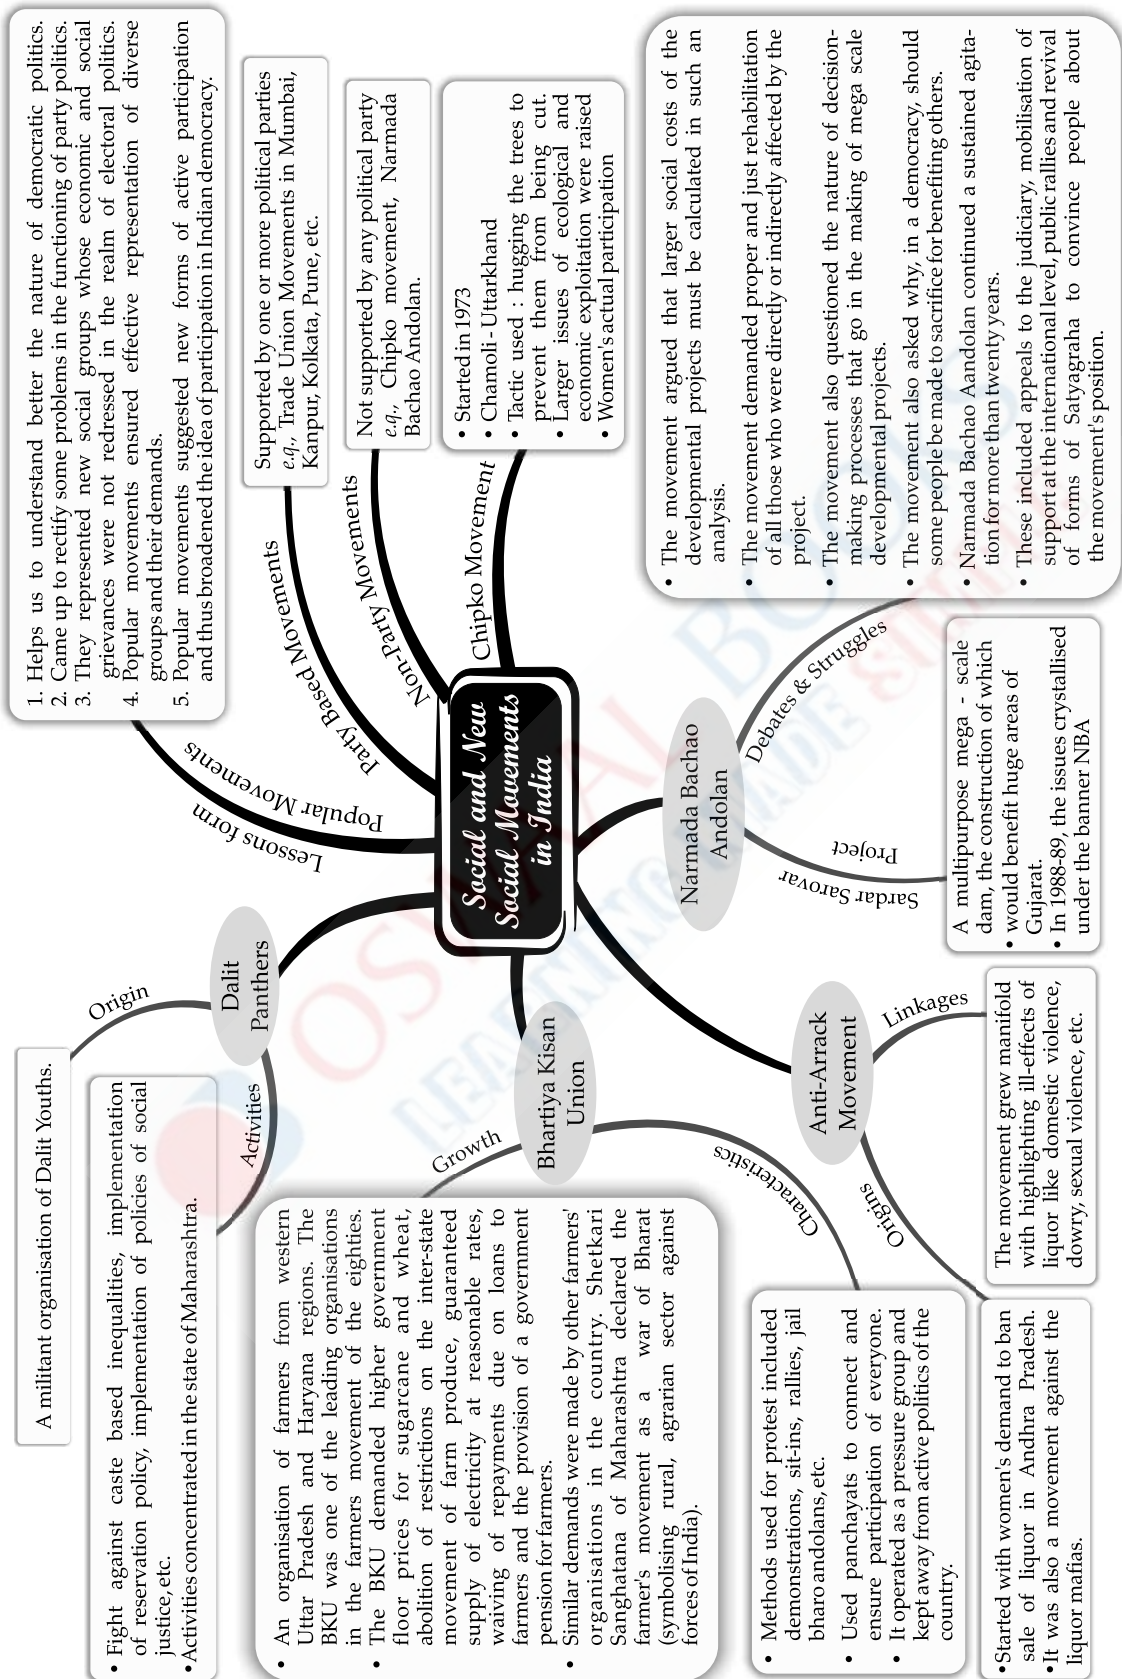 Social and New
Social Movements
in India
Lessons form
Popular Movements
1. Helps us to understand better the nature of democratic politics.
2. Came up to rectify some problems in the functioning of party politics.
3. They represented new social groups whose economic and social
grievances were not redressed in the realm of electoral politics.
4. Popular movements ensured effective representation of diverse
groups and their demands.
5. Popular movements suggested new forms of active participation
and thus broadened the idea of participation in Indian democracy.
Party Based Movements
Supported by one or more political parties
e.g., Trade Union Movements in Mumbai,
Kanpur, Kolkata, Pune, etc.
Non-Party Movements
Not supported by any political party
e.g., Chipko movement, Narmada
Bachao Andolan.
Chipko Movement
• Started in 1973
• Chamoli - Uttarkhand
• Tactic used : hugging the trees to
prevent them from being cut.
• Larger issues of ecological and
economic exploitation were raised
• Women's actual participation
Narmada Bachao
Andolan
Debates & Struggles
• The movement argued that larger social costs of the
developmental projects must be calculated in such an
analysis.
• The movement demanded proper and just rehabilitation
of all those who were directly or indirectly affected by the
project.
• The movement also questioned the nature of decision-
making processes that go in the making of mega scale
developmental projects.
• The movement also asked why, in a democracy, should
some people be made to sacrifice for benefiting others.
• Narmada Bachao Aandolan continued a sustained agita-
tion for more than twenty years.
• These included appeals to the judiciary, mobilisation of
support at the international level, public rallies and revival
of forms of Satyagraha to convince people about
the movement's position.
Sardar Sarovar
Project
A multipurpose mega - scale
dam, the construction of which
• would benefit huge areas of
Gujarat.
• In 1988-89, the issues crystallised
under the banner NBA
Anti-Arrack
Movement
Linkages
The movement grew manifold
with highlighting ill-effects of
liquor like domestic violence,
dowry, sexual violence, etc.
Origins
• Started with women's demand to ban
sale of liquor in Andhra Pradesh.
• It was also a movement against the
liquor mafias.
Bhartiya Kisan
Union
Characteristics
• Methods used for protest included
demonstrations, sit-ins, rallies, jail
bharo andolans, etc.
• Used panchayats to connect and
ensure participation of everyone.
• It operated as a pressure group and
kept away from active politics of the
country.
Growth
• An organisation of farmers from western
Uttar Pradesh and Haryana regions. The
BKU was one of the leading organisations
in the farmers movement of the eighties.
• The BKU demanded higher government
floor prices for sugarcane and wheat,
abolition of restrictions on the inter-state
movement of farm produce, guaranteed
supply of electricity at reasonable rates,
waiving of repayments due on loans to
farmers and the provision of a government
pension for farmers.
• Similar demands were made by other farmers'
organisations in the country. Shetkari
Sanghatana of Maharashtra declared the
farmer's movement as a war of Bharat
(symbolising rural, agrarian sector against
forces of India).
Dalit
Panthers
Origin
A militant organisation of Dalit Youths.
Activities
• Fight against caste based inequalities, implementation
of reservation policy, implementation of policies of social
justice, etc.
• Activities concentrated in the state of Maharashtra.
OSWAAL BOOKS
LEARNING MADE SIMPLE